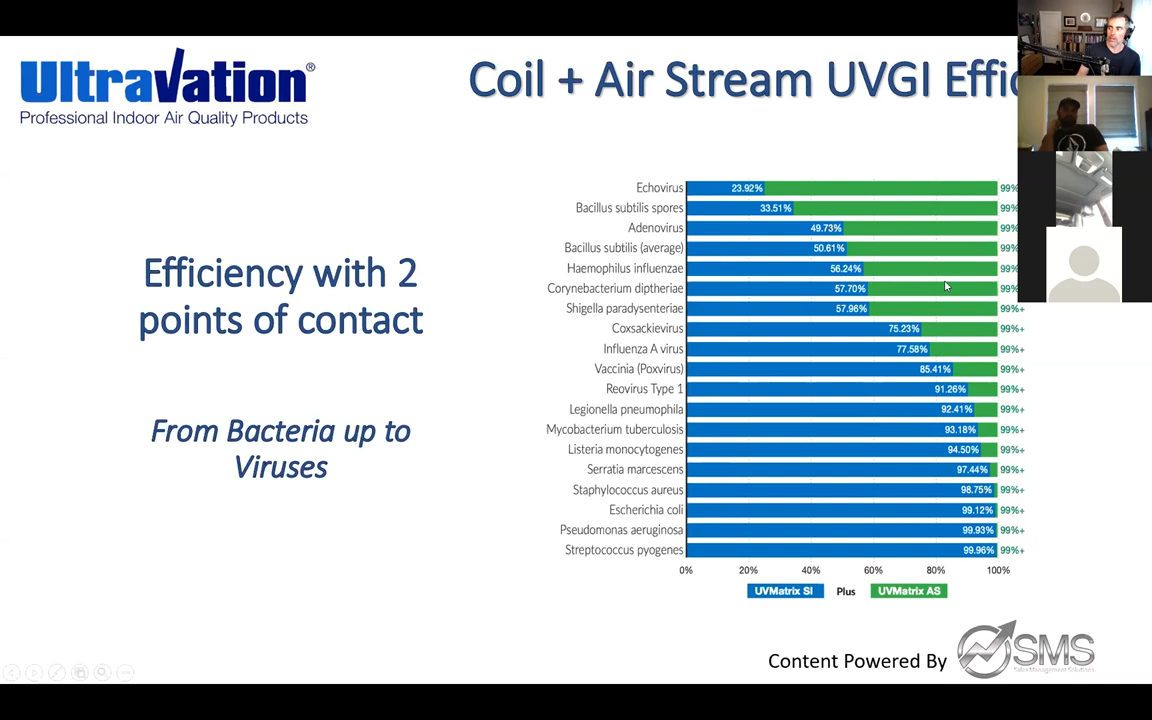 Ultravation®
Professional Indoor Air Quality Products
Coil + Air Stream UVGI Effic
Efficiency with 2
points of contact
From Bacteria up to
Viruses
Echovirus 23.92% 99%
Bacillus subtilis spores 33.51% 99%
Adenovirus 49.73% 99%
Bacillus subtilis (average) 50.61% 99%
Haemophilus influenzae 56.24% 99%
Corynebacterium diptheriae 57.70% 99%
Shigella paradysenteriae 57.96% 99%+
Coxsackievirus 75.23% 99%+
Influenza A virus 77.58% 99%+
Vaccinia (Poxvirus) 85.41% 99%+
Reovirus Type 1 91.26% 99%+
Legionella pneumophila 92.41% 99%+
Mycobacterium tuberculosis 93.18% 99%+
Listeria monocytogenes 94.50% 99%+
Serratia marcescens 97.44% 99%+
Staphylococcus aureus 98.75% 99%+
Escherichia coli 99.12% 99%+
Pseudomonas aeruginosa 99.93% 99%+
Streptococcus pyogenes 99.96% 99%+
0% 20% 40% 60% 80% 100%
UVMatrix SI Plus UVMatrix AS
Content Powered By
SMS
Sales Management Solutions